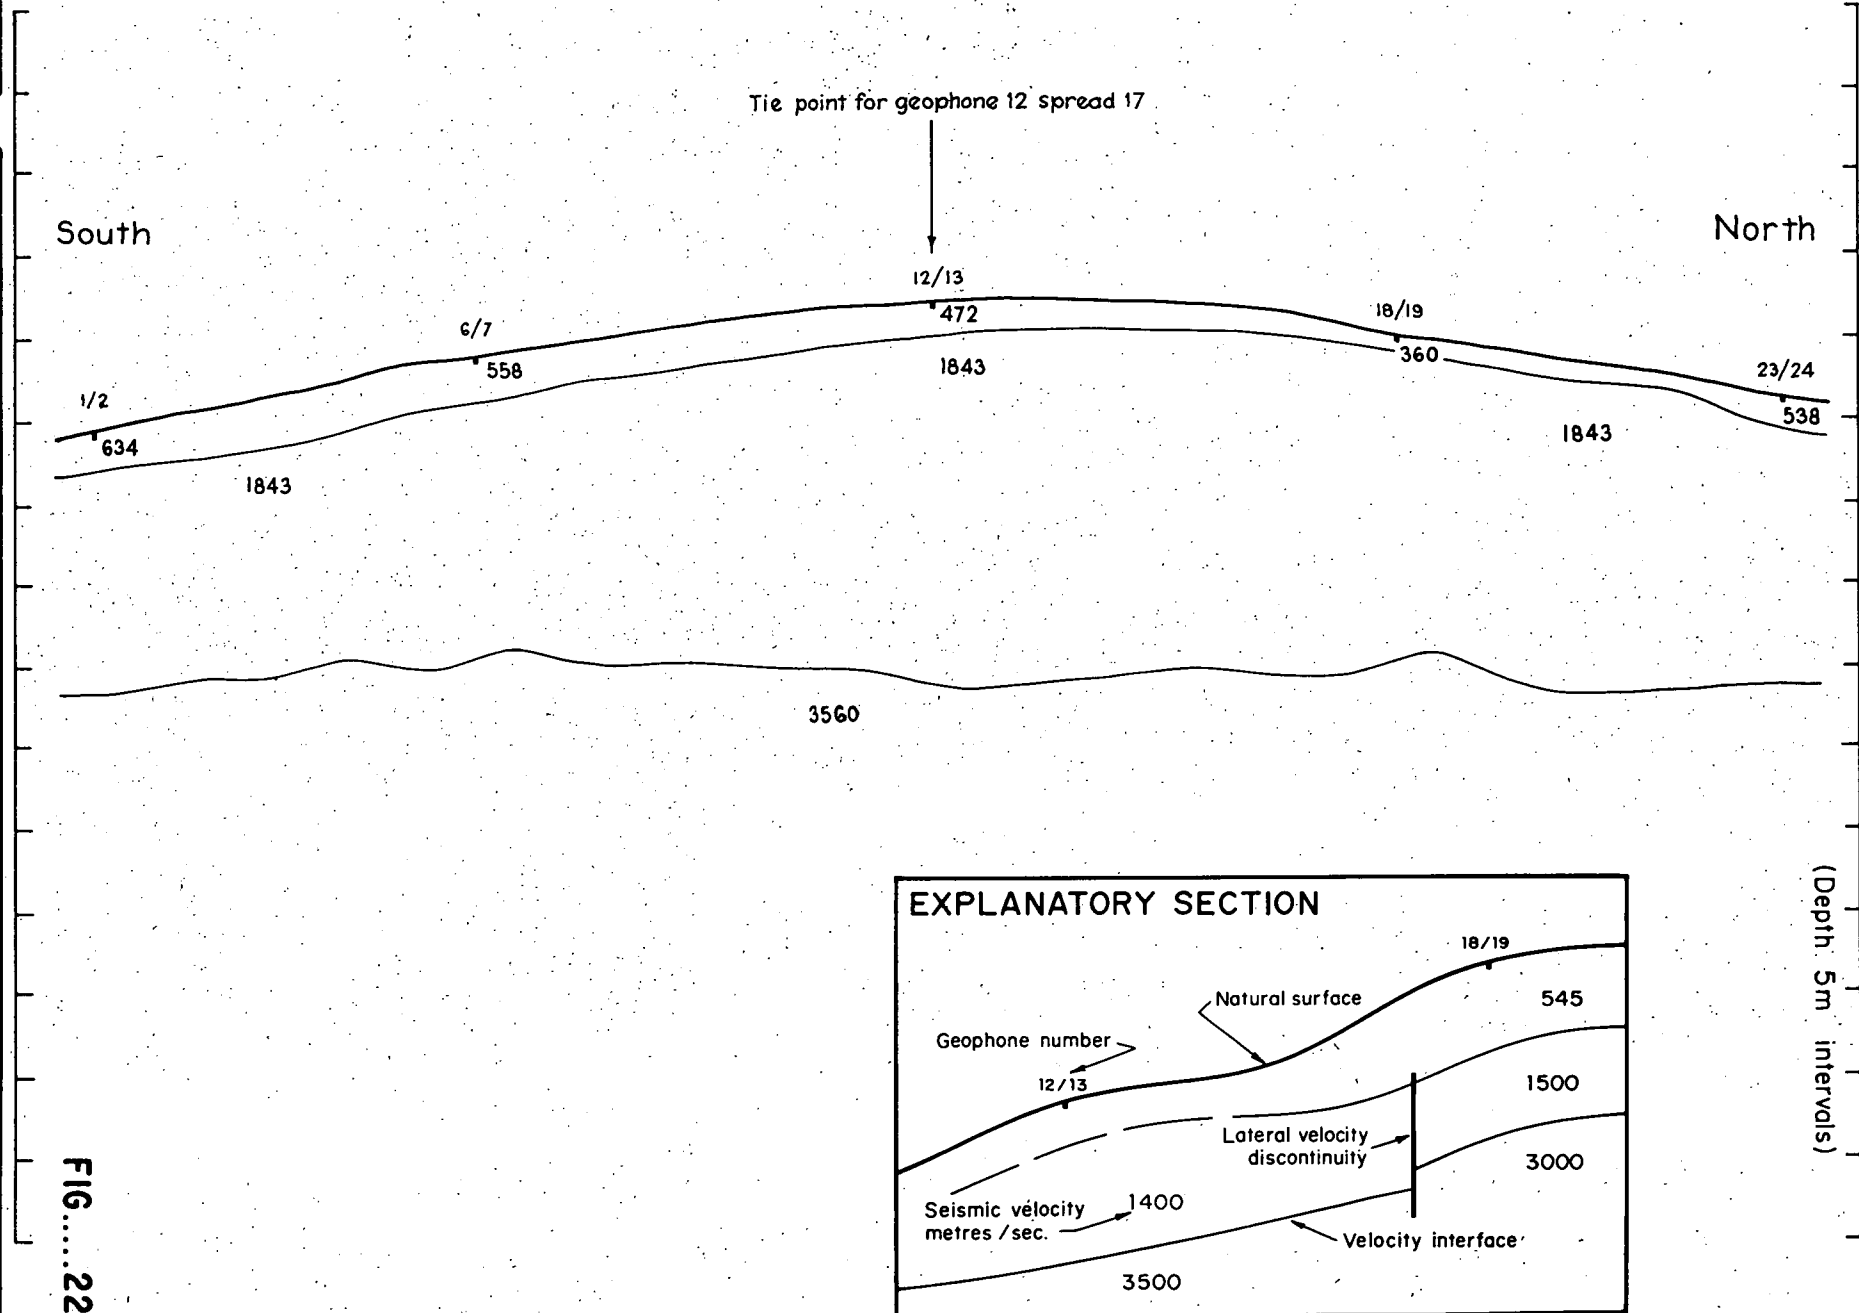 Tie point for geophone 12 spread 17
South
North
12/13
472
18/19
6/7
360
558
1843
23/24
1/2
538
634
1843
1843
3560
(Depth 5m intervals)
EXPLANATORY SECTION
18/19
Natural surface
545
Geophone number
12/13
1500
Lateral velocity
discontinuity
3000
Seismic velocity
metres /sec.
1400
Velocity interface
3500
FIG.....22